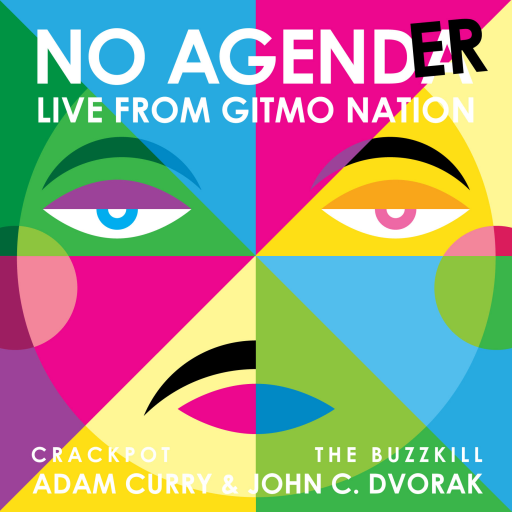 NO AGENDER
LIVE FROM GITMO NATION
CRACKPOT THE BUZZKILL
ADAM CURRY & JOHN C. DVORAK